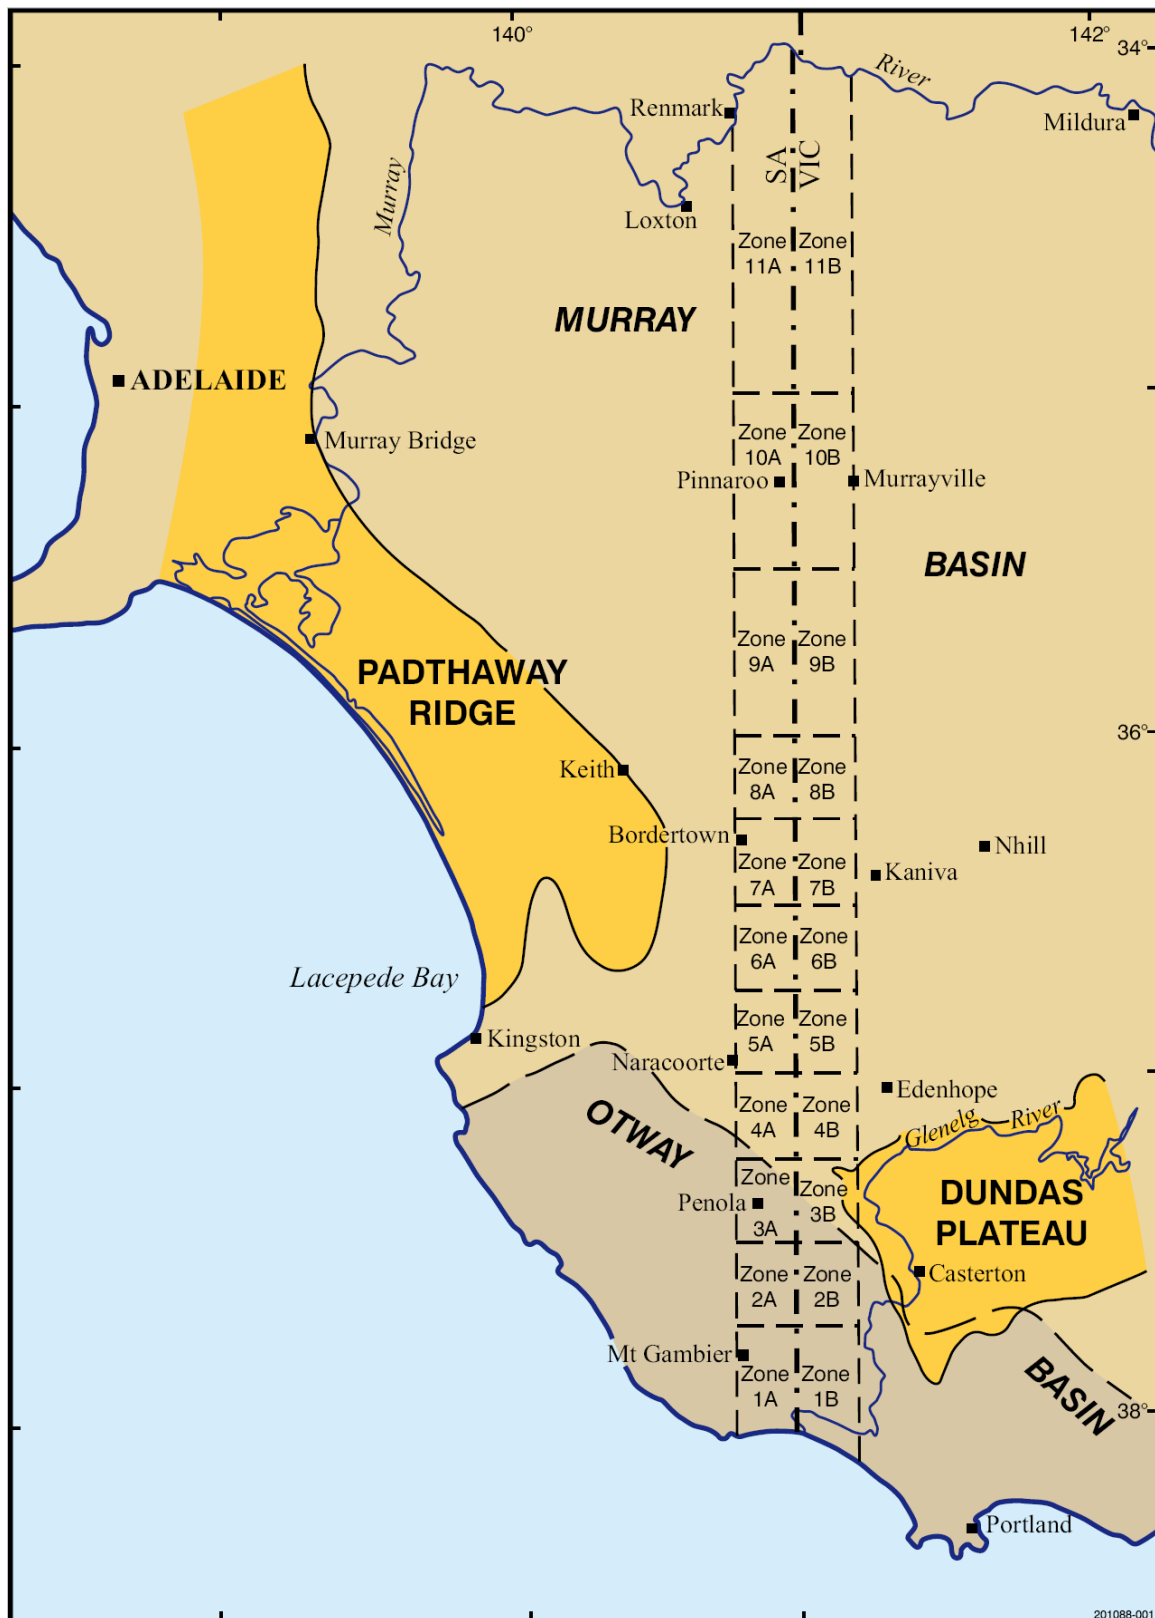 140°
142°
34°
River
Renmark
Mildura
Murray
SA
VIC
Loxton
Zone
11A
Zone
11B
MURRAY
ADELAIDE
Murray Bridge
Zone
10A
Zone
10B
Pinnaroo
Murrayville
BASIN
Zone
9A
Zone
9B
PADTHAWAY
RIDGE
36°
Keith
Zone
8A
Zone
8B
Bordertown
Nhill
Zone
7A
Zone
7B
Kaniva
Zone
6A
Zone
6B
Lacepede Bay
Zone
5A
Zone
5B
Kingston
Naracoorte
Edenhope
OTWAY
Zone
4A
Zone
4B
Glenelg River
Zone
3A
Zone
3B
Penola
DUNDAS
PLATEAU
Zone
2A
Zone
2B
Casterton
Mt Gambier
Zone
1A
Zone
1B
BASIN
38°
Portland
201088-001